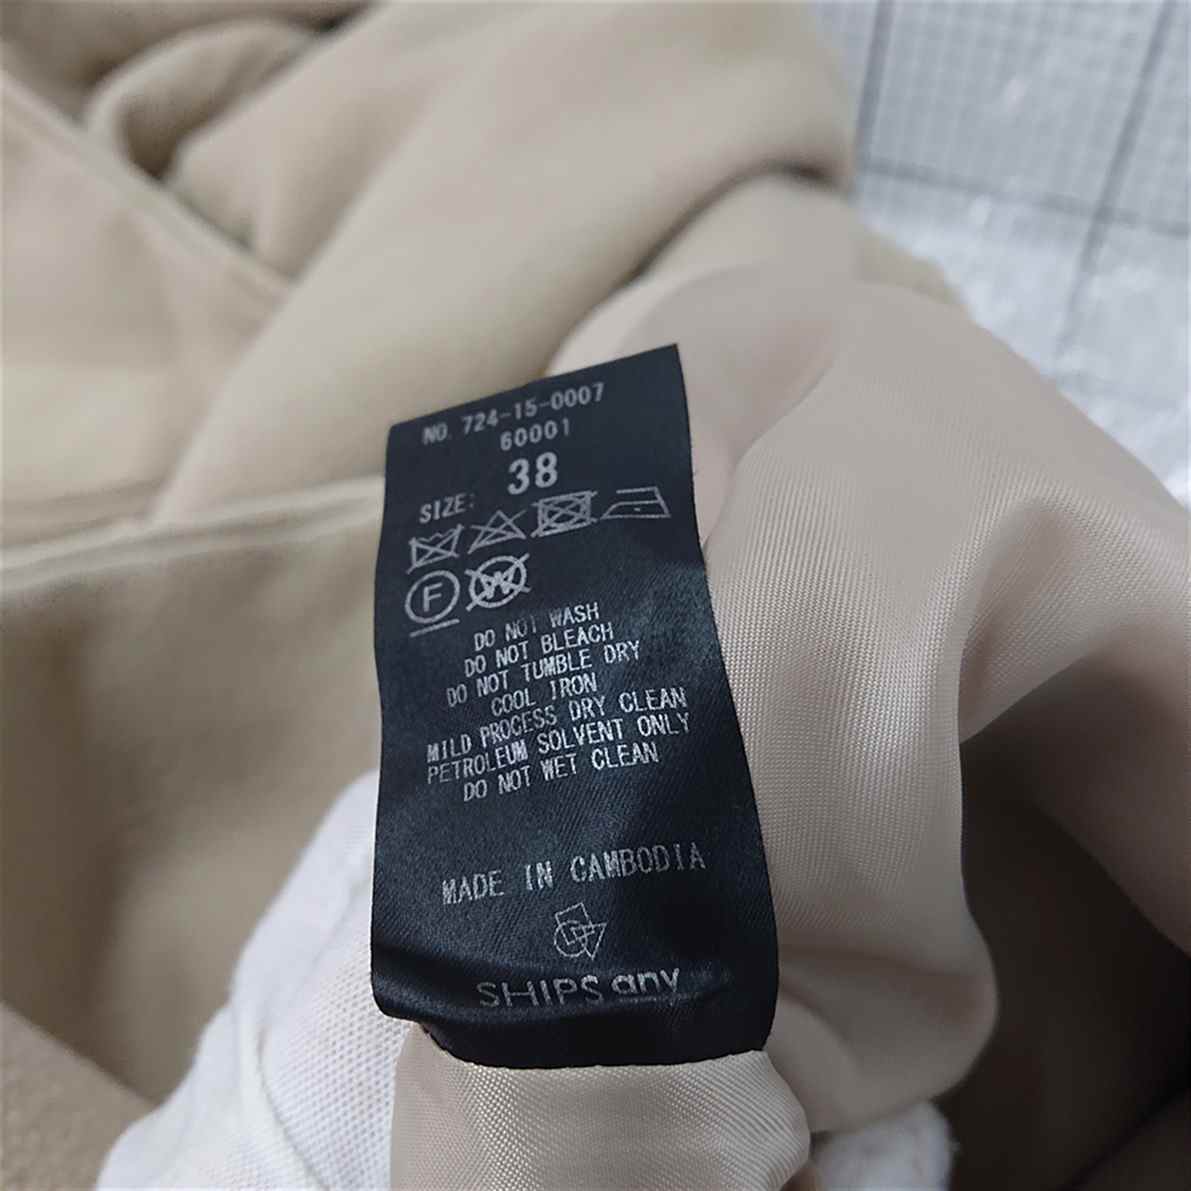 NO. 724-15-0007
60001
SIZE: 38
F W
DO NOT WASH
DO NOT BLEACH
DO NOT TUMBLE DRY
COOL IRON
MILD PROCESS DRY CLEAN
PETROLEUM SOLVENT ONLY
DO NOT WET CLEAN
MADE IN CAMBODIA
SHIPS any